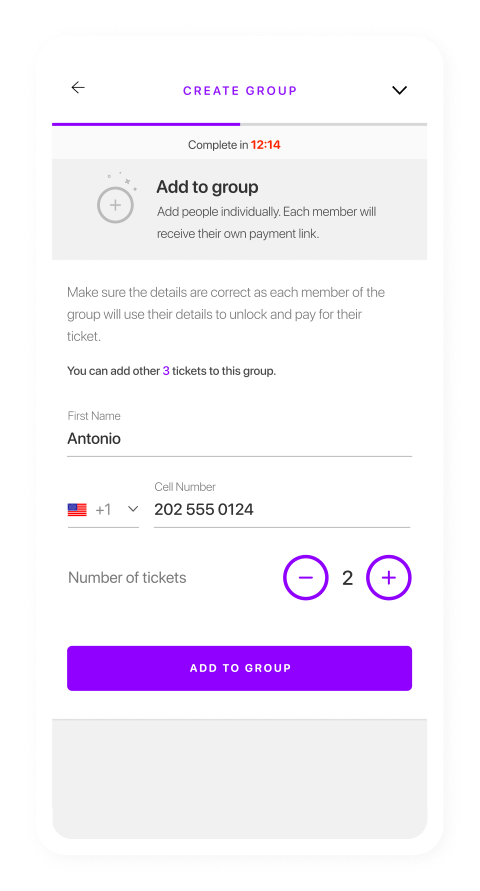 CREATE GROUP
Complete in 12:14
Add to group
Add people individually. Each member will
receive their own payment link.
Make sure the details are correct as each member of the
group will use their details to unlock and pay for their
ticket.
You can add other 3 tickets to this group.
First Name
Antonio
Cell Number
+1 202 555 0124
Number of tickets 2
ADD TO GROUP